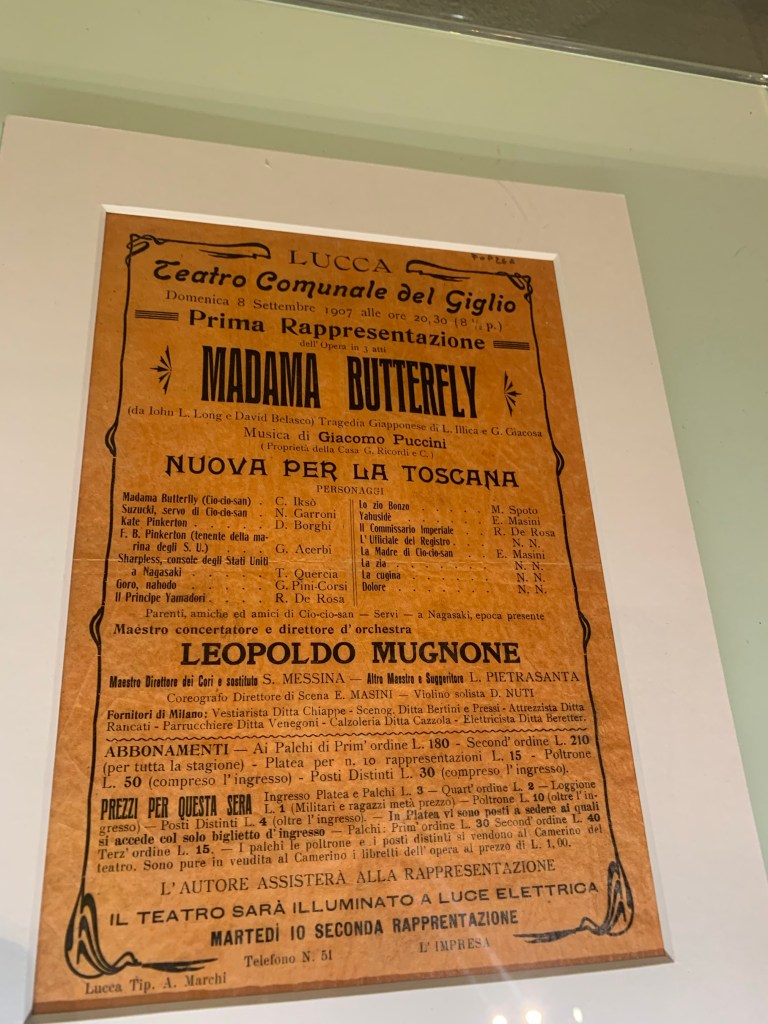 LUCCA
Teatro Comunale del Giglio
Domenica 8 Settembre 1907 alle ore 20,30 (8 ½ p.)
Prima Rappresentazione
dell'Opera in 3 atti
MADAMA BUTTERFLY
(da John L. Long e David Belasco) Tragedia Giapponese di L. Illica e G. Giacosa
Musica di Giacomo Puccini
(Proprietà della Casa G. Ricordi e C.)
NUOVA PER LA TOSCANA
PERSONAGGI
Madama Butterfly (Cio-cio-san) . C. Iksò
Suzucki, servo di Cio-cio-san . N. Garroni
Kate Pinkerton . . . . . . D. Borghi
F. B. Pinkerton (tenente della ma-
rina degli S. U.) G. Acerbi
Sharpless, console degli Stati Uniti
a Nagasaki . . . . . . T. Quercia
Goro, nahodo . . . . . . G. Pini-Corsi
Il Principe Yamadori . . . . R. De Rosa
Lo zio Bonzo . . . . . . M. Spoto
Yahusidè . . . . . . E. Masini
Il Commissario Imperiale . . R. De Rosa
L'Ufficiale del Registro . . . N. N.
La Madre di Cio-cio-san . . E. Masini
La zia . . . . . . N. N.
La cugina . . . . . . N. N.
Dolore . . . . . . N. N.
Parenti, amiche ed amici di Cio-cio-san — Servi — a Nagasaki, epoca presente
Maestro concertatore e direttore d'orchestra
LEOPOLDO MUGNONE
Maestro Direttore dei Cori e sostituto S. MESSINA — Altro Maestro e Suggeritore L. PIETRASANTA
Coreografo Direttore di Scena E. MASINI — Violino solista D. NUTI
Fornitori di Milano: Vestiarista Ditta Chiappe - Scenog. Ditta Bertini e Pressi - Attrezzista Ditta
Rancati - Parrucchiere Ditta Venegoni - Calzoleria Ditta Cazzola - Elettricista Ditta Beretter.
ABBONAMENTI — Ai Palchi di Prim' ordine L. 180 - Second' ordine L. 210
(per tutta la stagione) - Platea per n. 10 rappresentazioni L. 15 - Poltrone
L. 50 (compreso l'ingresso) - Posti Distinti L. 30 (compreso l'ingresso).
PREZZI PER QUESTA SERA Ingresso Platea e Palchi L. 3 — Quart' ordine L. 2 — Loggione
L. 1 (Militari e ragazzi metà prezzo) — Poltrone L. 10 (oltre l'in-
gresso) — Posti Distinti L. 4 (oltre l'ingresso). — In Platea vi sono posti a sedere ai quali
si accede col solo biglietto d'ingresso — Palchi: Prim' ordine L. 30 Second' ordine L. 40
Terz' ordine L. 15. — I palchi le poltrone e i posti distinti si vendono al Camerino del
teatro. Sono pure in vendita al Camerino i libretti dell'opera al prezzo di L. 1,00.
L'AUTORE ASSISTERÀ ALLA RAPPRESENTAZIONE
IL TEATRO SARÀ ILLUMINATO A LUCE ELETTRICA
MARTEDÌ 10 SECONDA RAPPRENTAZIONE
Telefono N. 51
L'IMPRESA
Lucca Tip. A. Marchi